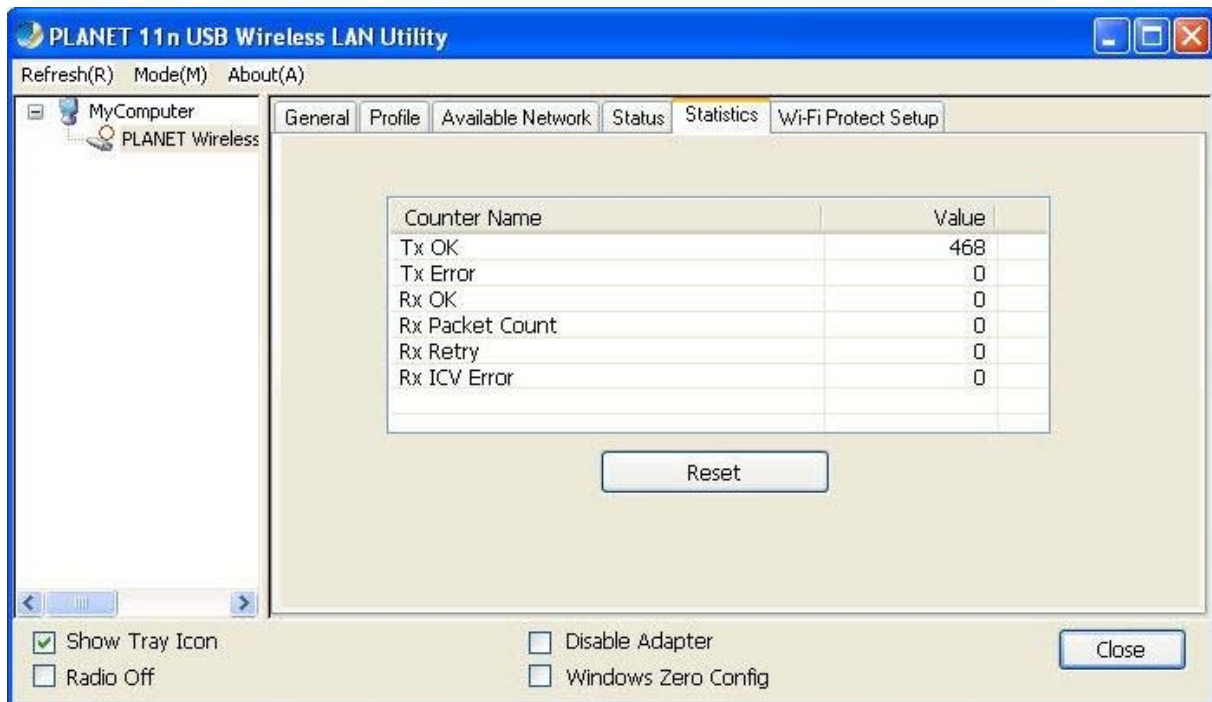 PLANET 11n USB Wireless LAN Utility
Refresh(R) Mode(M) About(A)
MyComputer
PLANET Wireless
General Profile Available Network Status Statistics Wi-Fi Protect Setup
Counter Name Value
Tx OK 468
Tx Error 0
Rx OK 0
Rx Packet Count 0
Rx Retry 0
Rx ICV Error 0
Reset
Show Tray Icon Disable Adapter Close
Radio Off Windows Zero Config